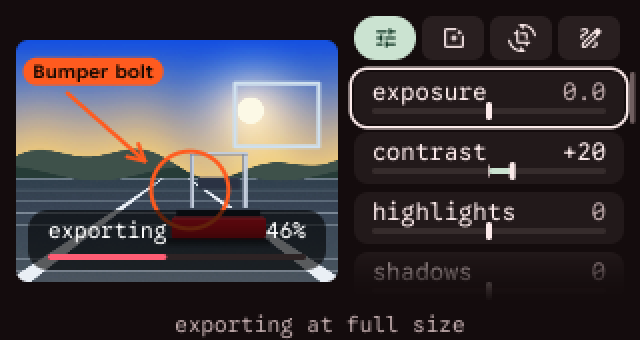 Bumper bolt
exporting 46%
exposure 0.0
contrast +20
highlights 0
shadows 0
exporting at full size